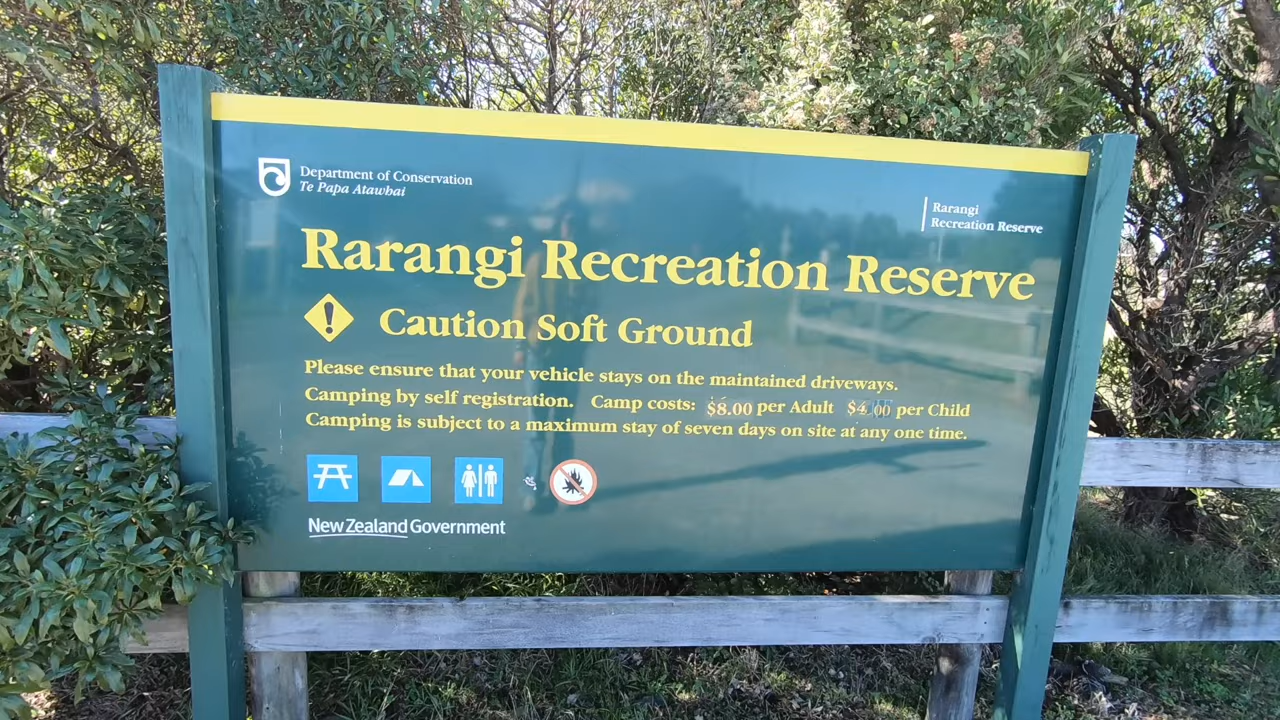 Department of Conservation
Te Papa Atawhai
Rarangi
Recreation Reserve
Rarangi Recreation Reserve
Caution Soft Ground
Please ensure that your vehicle stays on the maintained driveways.
Camping by self registration. Camp costs: $8.00 per Adult $4.00 per Child
Camping is subject to a maximum stay of seven days on site at any one time.
New Zealand Government